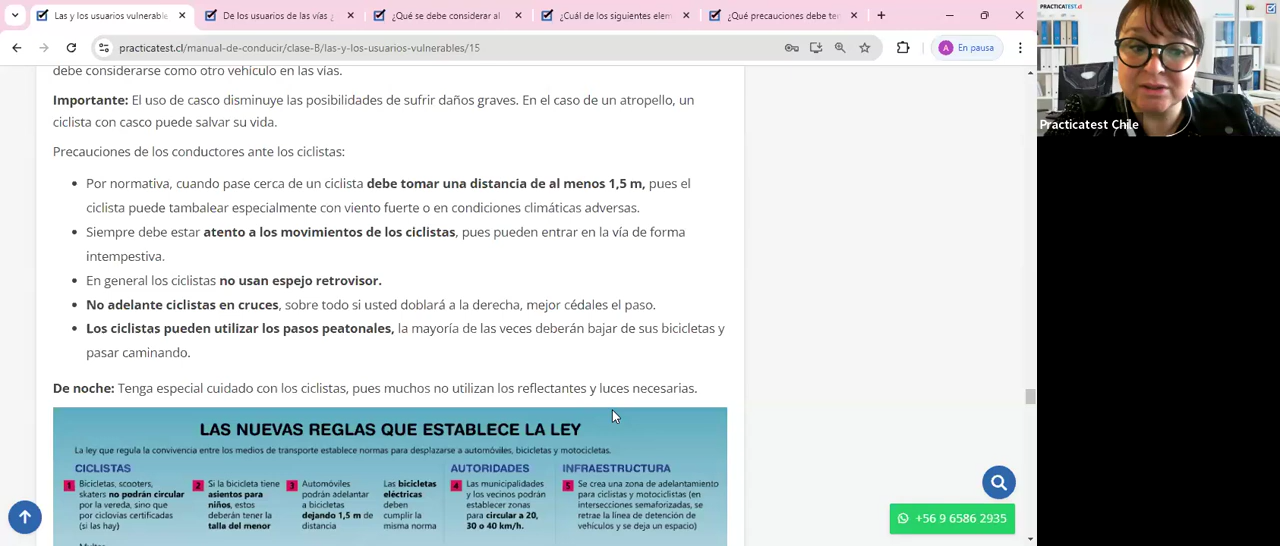 Las y los usuarios vulnerable
De los usuarios de las vías ¿
¿Qué se debe considerar al
¿Cuál de los siguientes elem
¿Qué precauciones debe te
practicatest.cl/manual-de-conducir/clase-B/las-y-los-usuarios-vulnerables/15
A
En pausa
PRACTICATEST.cl
Practicatest Chile
debe considerarse como otro vehículo en las vías.
Importante: El uso de casco disminuye las posibilidades de sufrir daños graves. En el caso de un atropello, un
ciclista con casco puede salvar su vida.
Precauciones de los conductores ante los ciclistas:
Por normativa, cuando pase cerca de un ciclista debe tomar una distancia de al menos 1,5 m, pues el
ciclista puede tambalear especialmente con viento fuerte o en condiciones climáticas adversas.
Siempre debe estar atento a los movimientos de los ciclistas, pues pueden entrar en la vía de forma
intempestiva.
En general los ciclistas no usan espejo retrovisor.
No adelante ciclistas en cruces, sobre todo si usted doblará a la derecha, mejor cédales el paso.
Los ciclistas pueden utilizar los pasos peatonales, la mayoría de las veces deberán bajar de sus bicicletas y
pasar caminando.
De noche: Tenga especial cuidado con los ciclistas, pues muchos no utilizan los reflectantes y luces necesarias.
LAS NUEVAS REGLAS QUE ESTABLECE LA LEY
La ley que regula la convivencia entre los medios de transporte establece normas para desplazarse a automóviles, bicicletas y motocicletas.
CICLISTAS
1 Bicicletas, scooters,
skaters no podrán circular
por la vereda, sino que
por ciclovías certificadas
(si las hay)
2 Si la bicicleta tiene
asientos para
niños, estos
deberán tener la
talla del menor
3 Automóviles
podrán adelantar
a bicicletas
dejando 1,5 m de
distancia
Las bicicletas
eléctricas
deben
cumplir la
misma norma
AUTORIDADES
4 Las municipalidades
y los vecinos podrán
establecer zonas
para circular a 20,
30 o 40 km/h.
INFRAESTRUCTURA
5 Se crea una zona de adelantamiento
para ciclistas y motociclistas (en
intersecciones semaforizadas, se
retrae la línea de detención de
vehículos y se deja un espacio)
+56 9 6586 2935